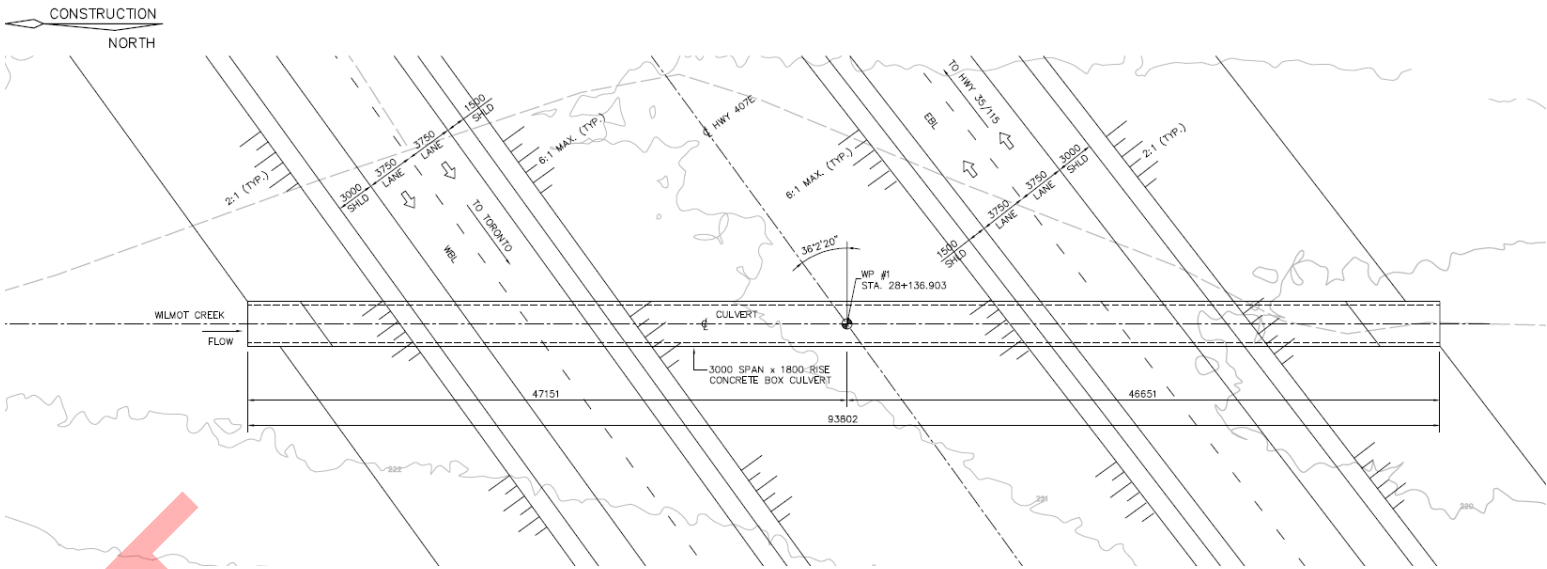 CONSTRUCTION
NORTH
2:1 (TYP.)
3000
SHLD
3750
LANE
3750
LANE
1500
SHLD
WBL
TO TORONTO
6:1 MAX. (TYP.)
℄ HWY 407E
6:1 MAX. (TYP.)
EBL
TO HWY 35/115
1500
SHLD
3750
LANE
3750
LANE
3000
SHLD
2:1 (TYP.)
36°2'20"
WP #1
STA. 28+136.903
WILMOT CREEK
FLOW
℄ CULVERT
3000 SPAN x 1800 RISE
CONCRETE BOX CULVERT
47151
46651
93802
222
221
220